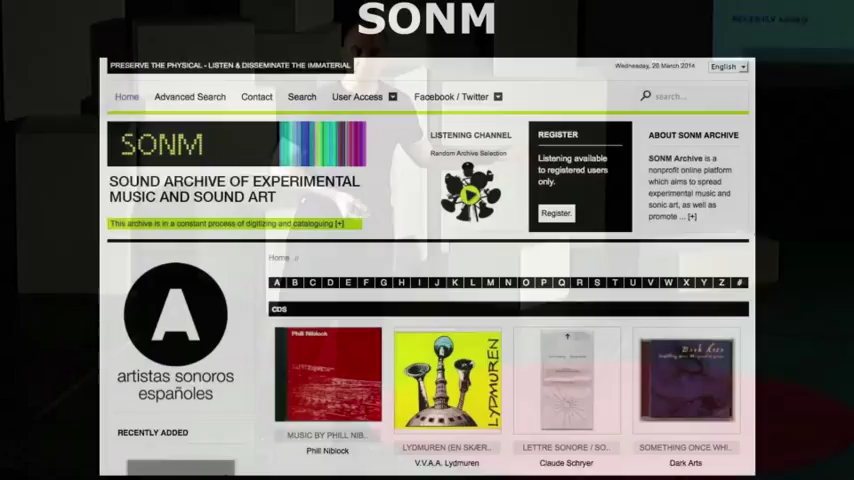 SONM
RECENTLY ADDED
PRESERVE THE PHYSICAL - LISTEN & DISSEMINATE THE IMMATERIAL
Wednesday, 26 March 2014
English
Home
Advanced Search
Contact
Search
User Access
Facebook / Twitter
search...
SONM
SOUND ARCHIVE OF EXPERIMENTAL
MUSIC AND SOUND ART
This archive is in a constant process of digitizing and cataloguing [+]
LISTENING CHANNEL
Random Archive Selection
REGISTER
Listening available
to registered users
only.
Register.
ABOUT SONM ARCHIVE
SONM Archive is a
nonprofit online platform
which aims to spread
experimental music and
sonic art, as well as
promote ... [+]
Home //
A B C D E F G H I J K L M N O P Q R S T U V W X Y Z #
CDS
A
artistas sonoros
españoles
RECENTLY ADDED
Phill Niblock
LYDMUREN
MUSIC BY PHILL NIB..
Phill Niblock
LYDMUREN (EN SKÆR..
V.V.A.A. Lydmuren
LETTRE SONORE / SO..
Claude Schryer
Dark Arts
SOMETHING ONCE WHI..
Dark Arts